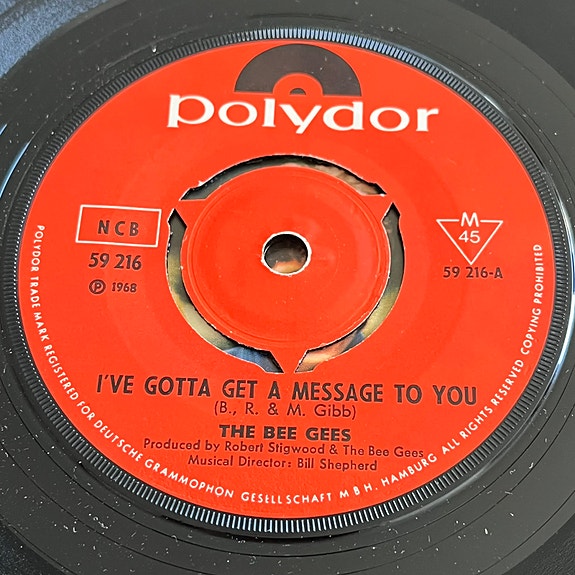 polydor
NCB
59 216
Ⓟ 1968
M
45
59 216-A
I'VE GOTTA GET A MESSAGE TO YOU
(B., R. & M. Gibb)
THE BEE GEES
Produced by Robert Stigwood & The Bee Gees
Musical Director: Bill Shepherd
POLYDOR TRADE MARK REGISTERED FOR DEUTSCHE GRAMMOPHON GESELLSCHAFT M B H. HAMBURG ALL RIGHTS RESERVED COPYING PROHIBITED